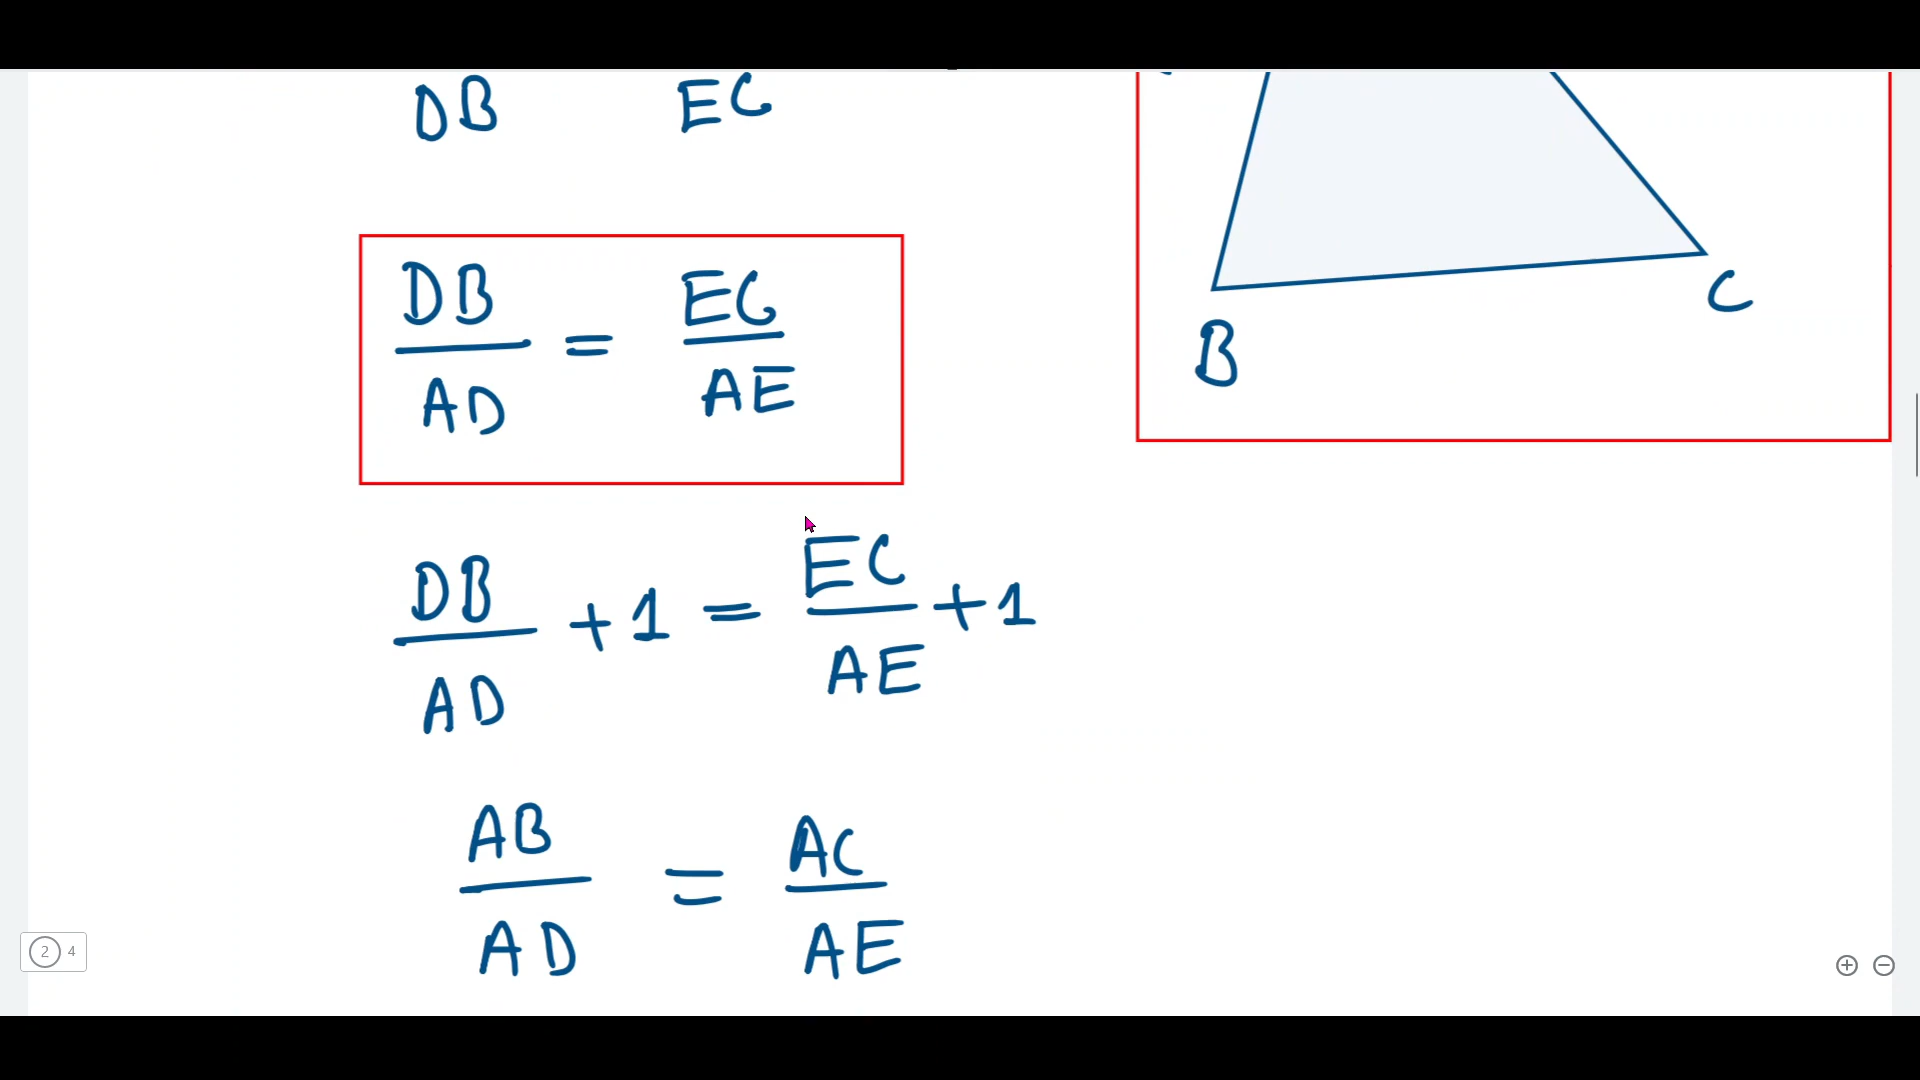 DB EC
DB/AD = EC/AE
DB/AD + 1 = EC/AE + 1
AB/AD = AC/AE
C
B
2 4